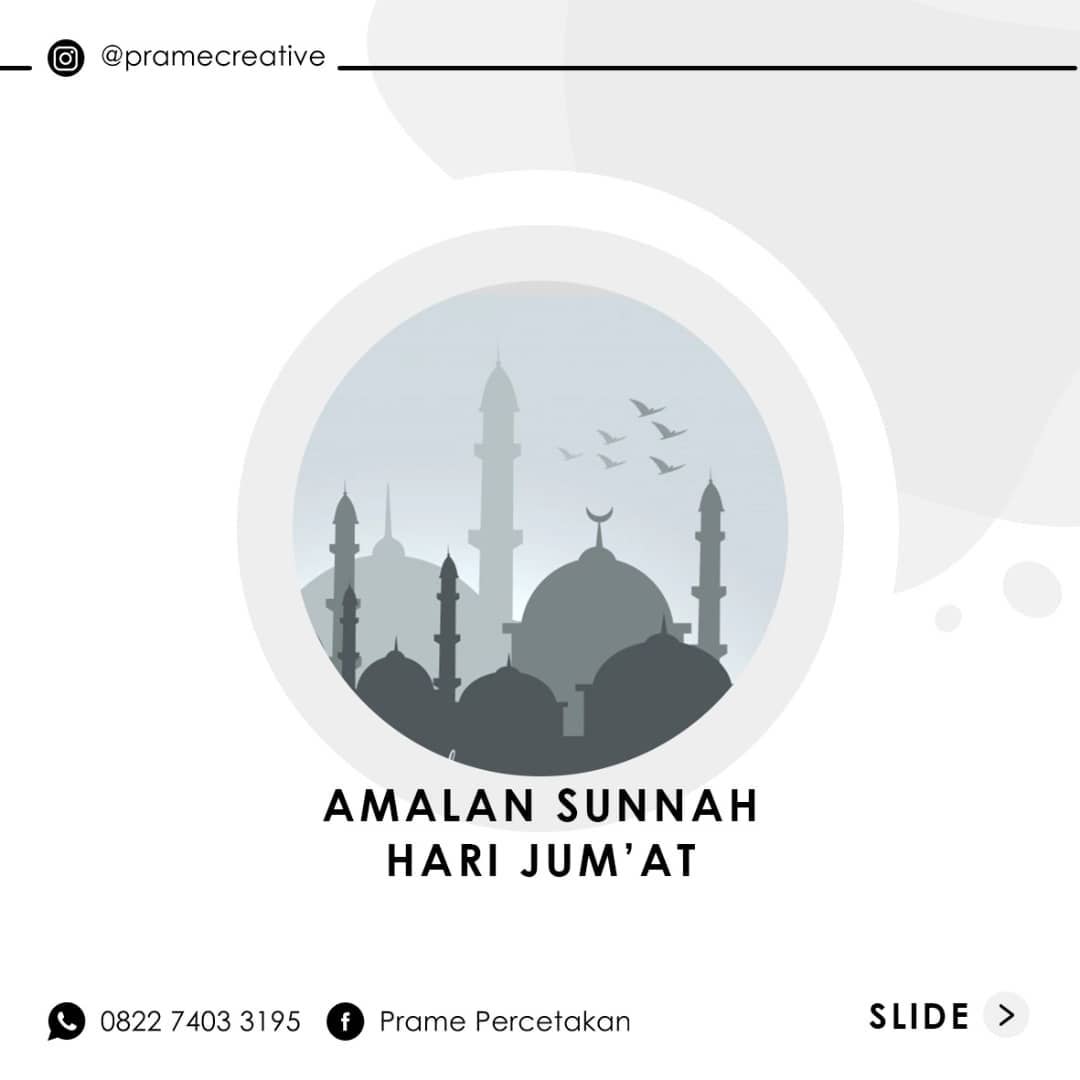 @pramecreative
AMALAN SUNNAH
HARI JUM’AT
0822 7403 3195 Prame Percetakan
SLIDE >